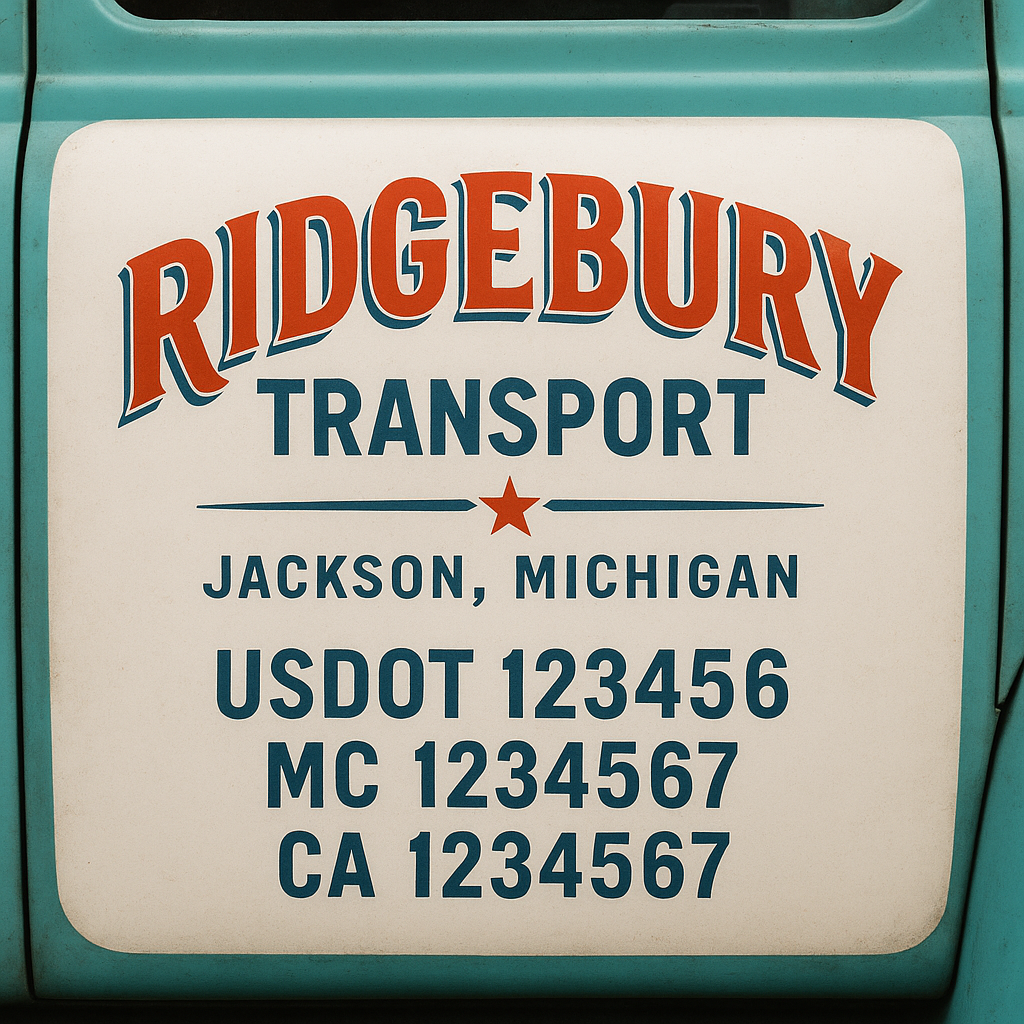 RIDGEBURY
TRANSPORT
JACKSON, MICHIGAN
USDOT 123456
MC 1234567
CA 1234567